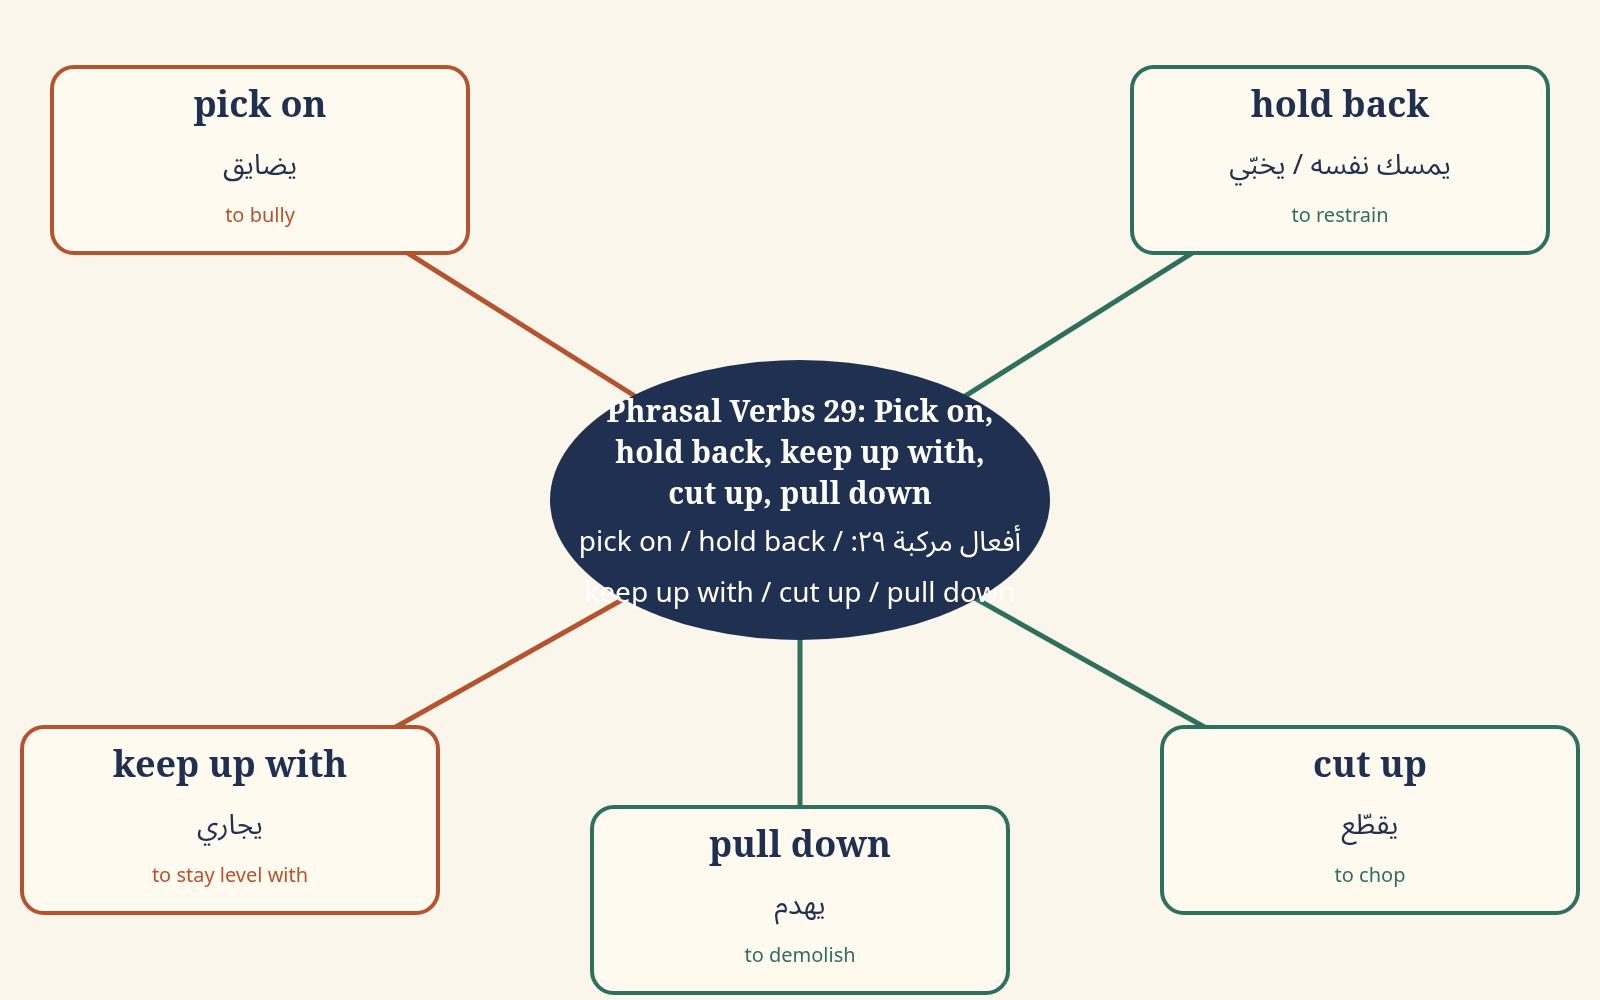 pick on
يضايق
to bully
hold back
يمسك نفسه / يخبّي
to restrain
Phrasal Verbs 29: Pick on,
hold back, keep up with,
cut up, pull down
أفعال مركبة ٢٩: pick on / hold back /
keep up with / cut up / pull down
keep up with
يجاري
to stay level with
cut up
يقطّع
to chop
pull down
يهدم
to demolish